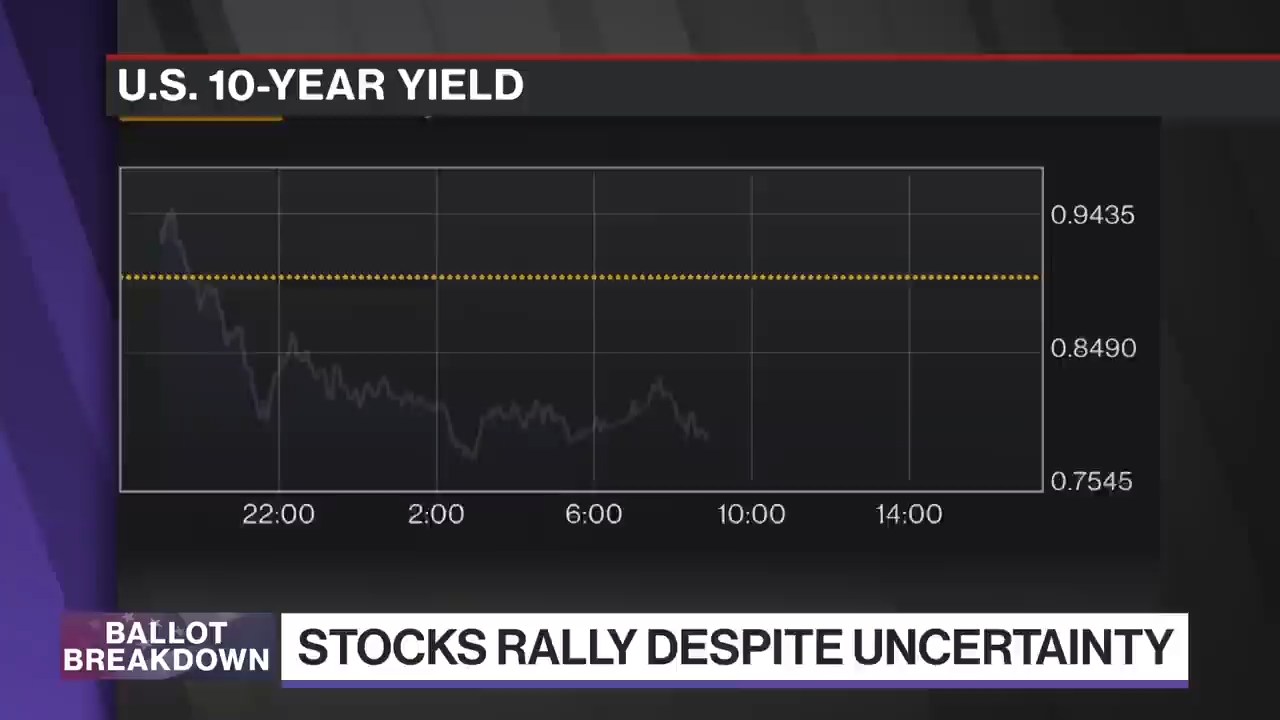 U.S. 10-YEAR YIELD
0.9435
0.8490
0.7545
22:00 2:00 6:00 10:00 14:00
BALLOT
BREAKDOWN
STOCKS RALLY DESPITE UNCERTAINTY